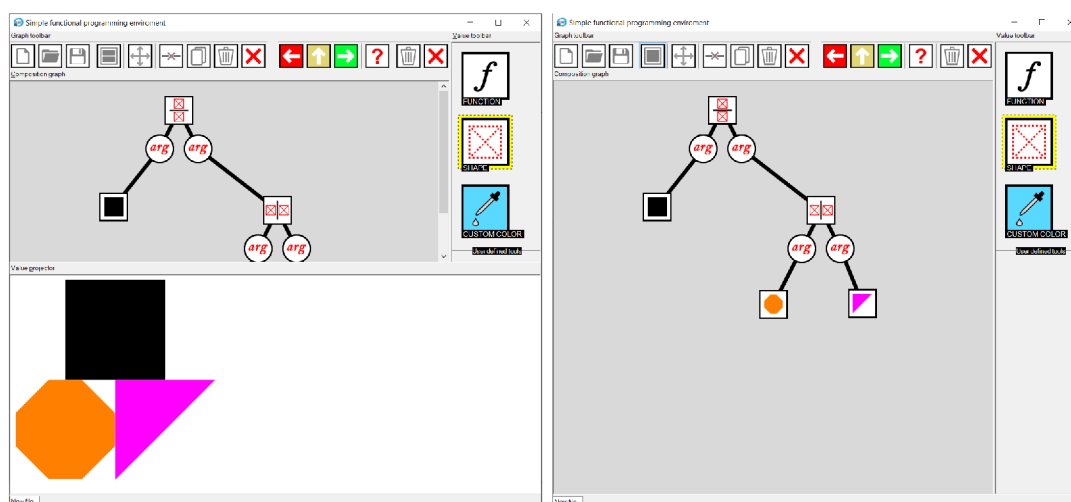 Simple functional programming enviroment
Graph toolbar
Value toolbar
?
Composition graph
f
FUNCTION
arg arg
SHAPE
arg arg
CUSTOM COLOR
User defined tools
Value projector
New file
Simple functional programming enviroment
Graph toolbar
Value toolbar
?
Composition graph
f
FUNCTION
arg arg
SHAPE
arg arg
CUSTOM COLOR
User defined tools
New file